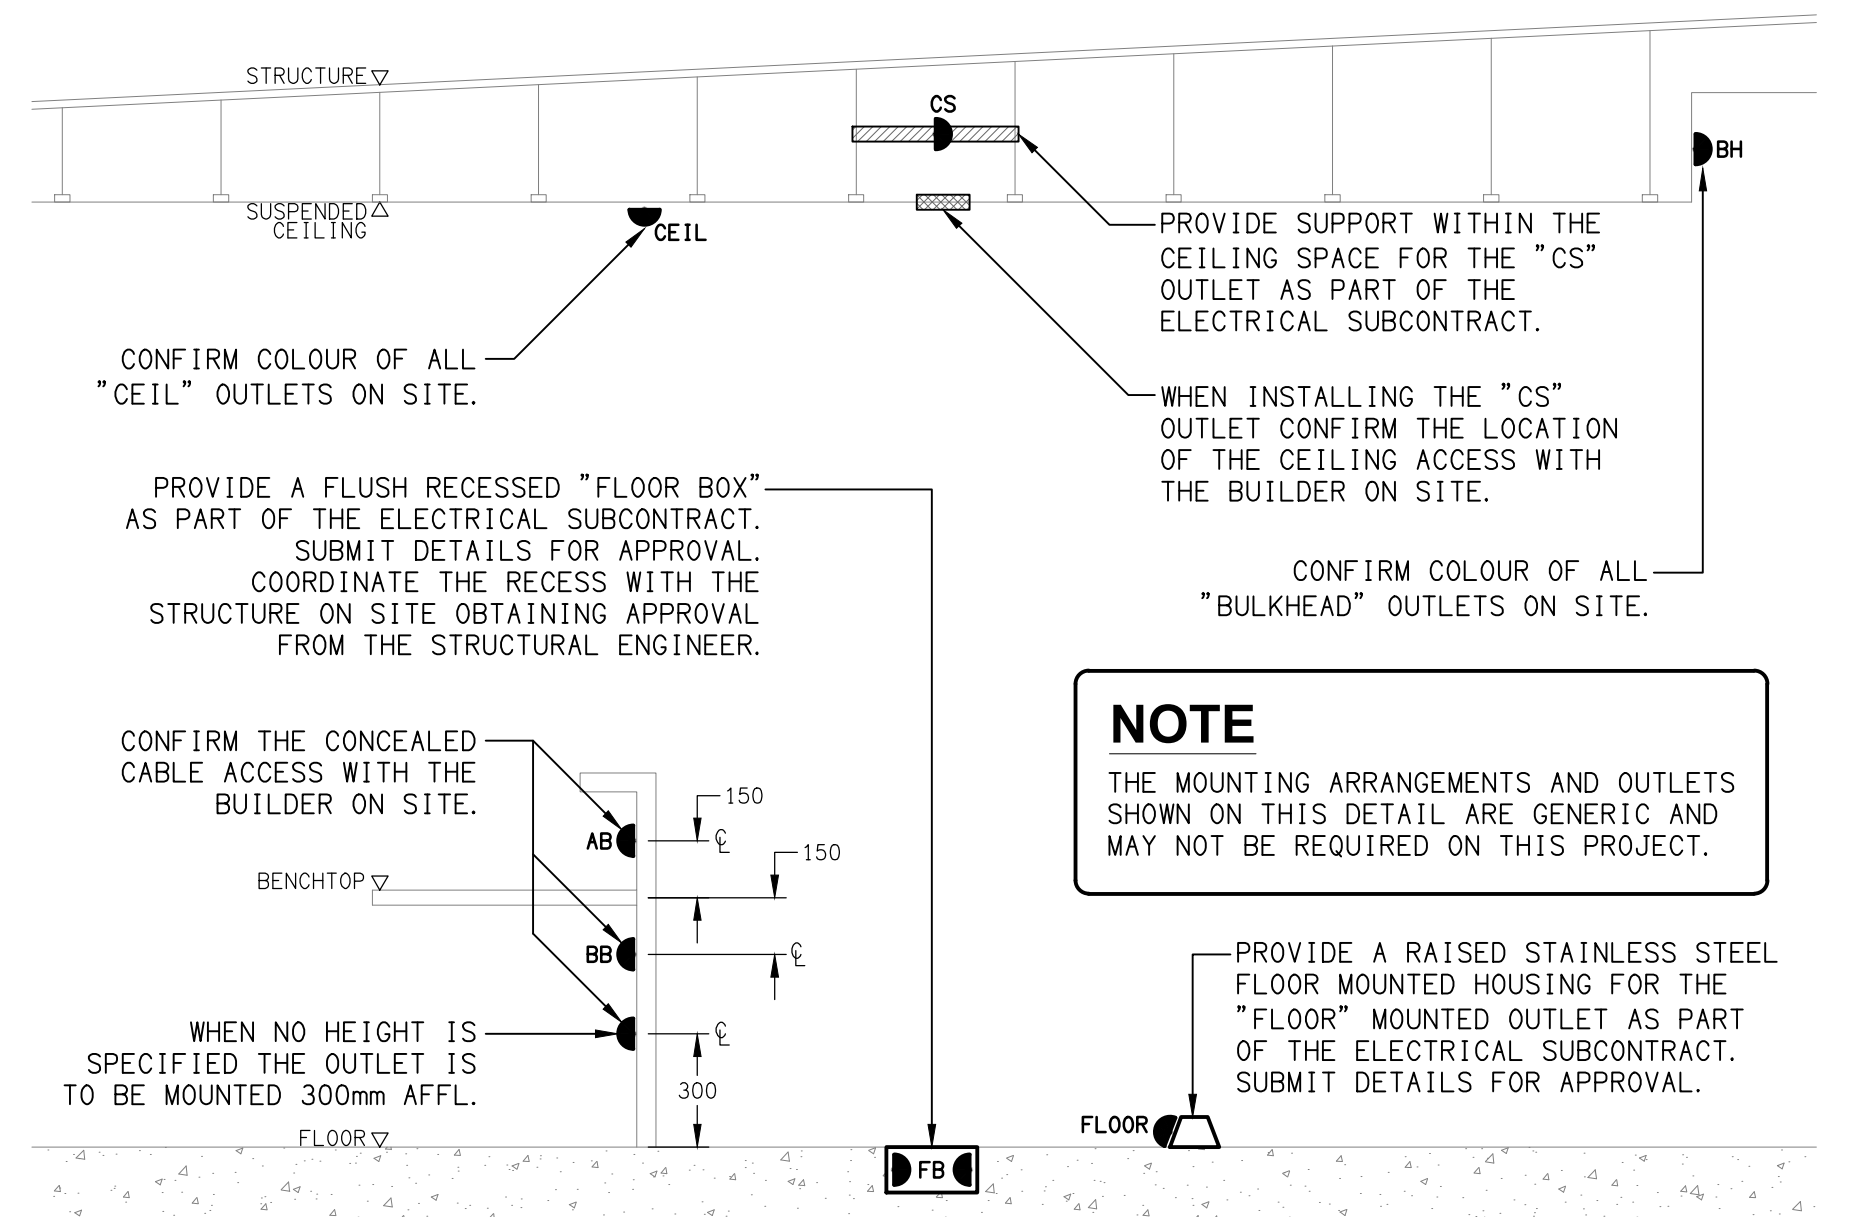 STRUCTURE
CS
BH
SUSPENDED
CEILING
CEIL
PROVIDE SUPPORT WITHIN THE
CEILING SPACE FOR THE "CS"
OUTLET AS PART OF THE
ELECTRICAL SUBCONTRACT.
CONFIRM COLOUR OF ALL
"CEIL" OUTLETS ON SITE.
WHEN INSTALLING THE "CS"
OUTLET CONFIRM THE LOCATION
OF THE CEILING ACCESS WITH
THE BUILDER ON SITE.
PROVIDE A FLUSH RECESSED "FLOOR BOX"
AS PART OF THE ELECTRICAL SUBCONTRACT.
SUBMIT DETAILS FOR APPROVAL.
COORDINATE THE RECESS WITH THE
STRUCTURE ON SITE OBTAINING APPROVAL
FROM THE STRUCTURAL ENGINEER.
CONFIRM COLOUR OF ALL
"BULKHEAD" OUTLETS ON SITE.
NOTE
THE MOUNTING ARRANGEMENTS AND OUTLETS
SHOWN ON THIS DETAIL ARE GENERIC AND
MAY NOT BE REQUIRED ON THIS PROJECT.
CONFIRM THE CONCEALED
CABLE ACCESS WITH THE
BUILDER ON SITE.
150
AB
℄
150
BENCHTOP
BB
℄
WHEN NO HEIGHT IS
SPECIFIED THE OUTLET IS
TO BE MOUNTED 300mm AFFL.
℄
300
PROVIDE A RAISED STAINLESS STEEL
FLOOR MOUNTED HOUSING FOR THE
"FLOOR" MOUNTED OUTLET AS PART
OF THE ELECTRICAL SUBCONTRACT.
SUBMIT DETAILS FOR APPROVAL.
FLOOR
FLOOR
FB